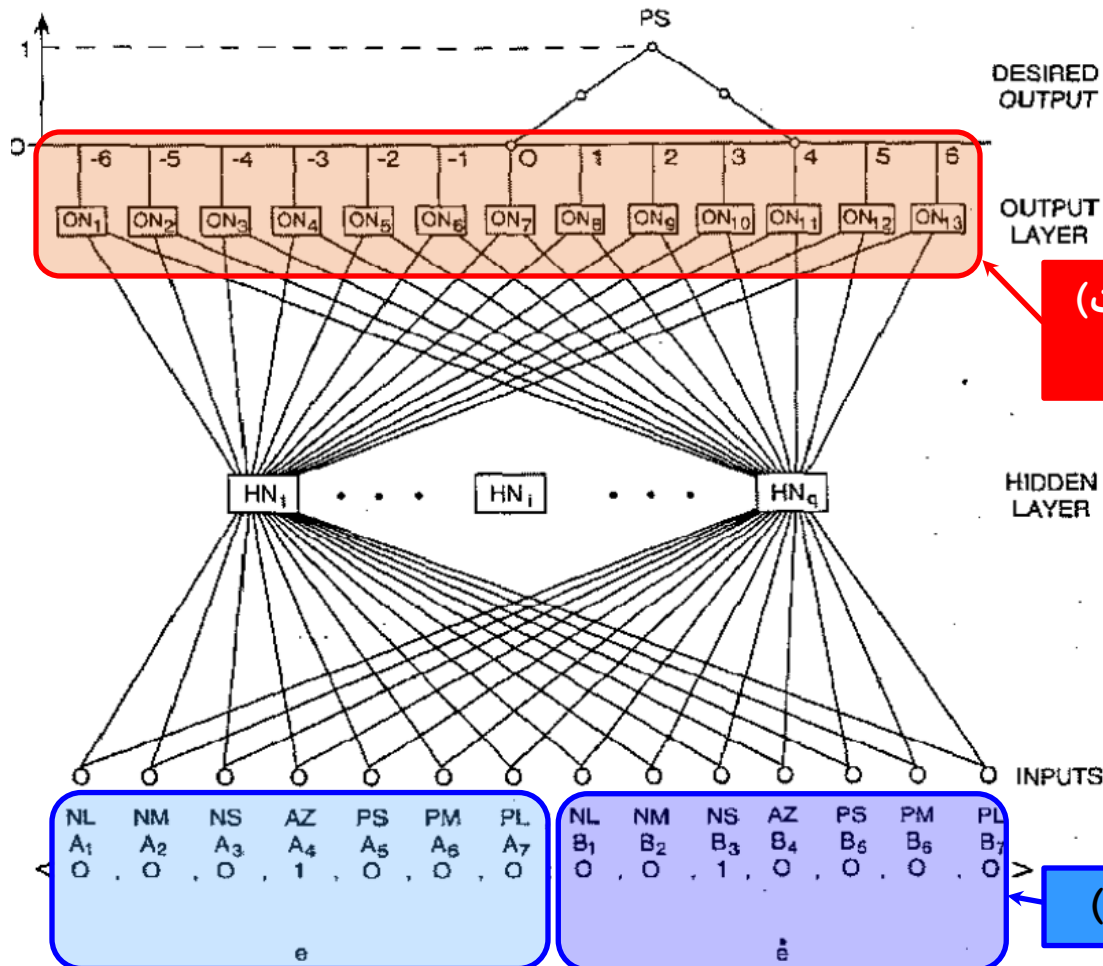 PS
1
DESIRED
OUTPUT
0
-6 -5 -4 -3 -2 -1 0 1 2 3 4 5 6
ON1 ON2 ON3 ON4 ON5 ON6 ON7 ON8 ON9 ON10 ON11 ON12 ON13
OUTPUT
LAYER
HN1 . . . HNi . . . HNq
HIDDEN
LAYER
INPUTS
NL NM NS AZ PS PM PL NL NM NS AZ PS PM PL
A1 A2 A3 A4 A5 A6 A7 B1 B2 B3 B4 B5 B6 B7
< 0 , 0 , 0 , 1 , 0 , 0 , 0 0 , 0 , 1 , 0 , 0 , 0 , 0 >
(
e ė